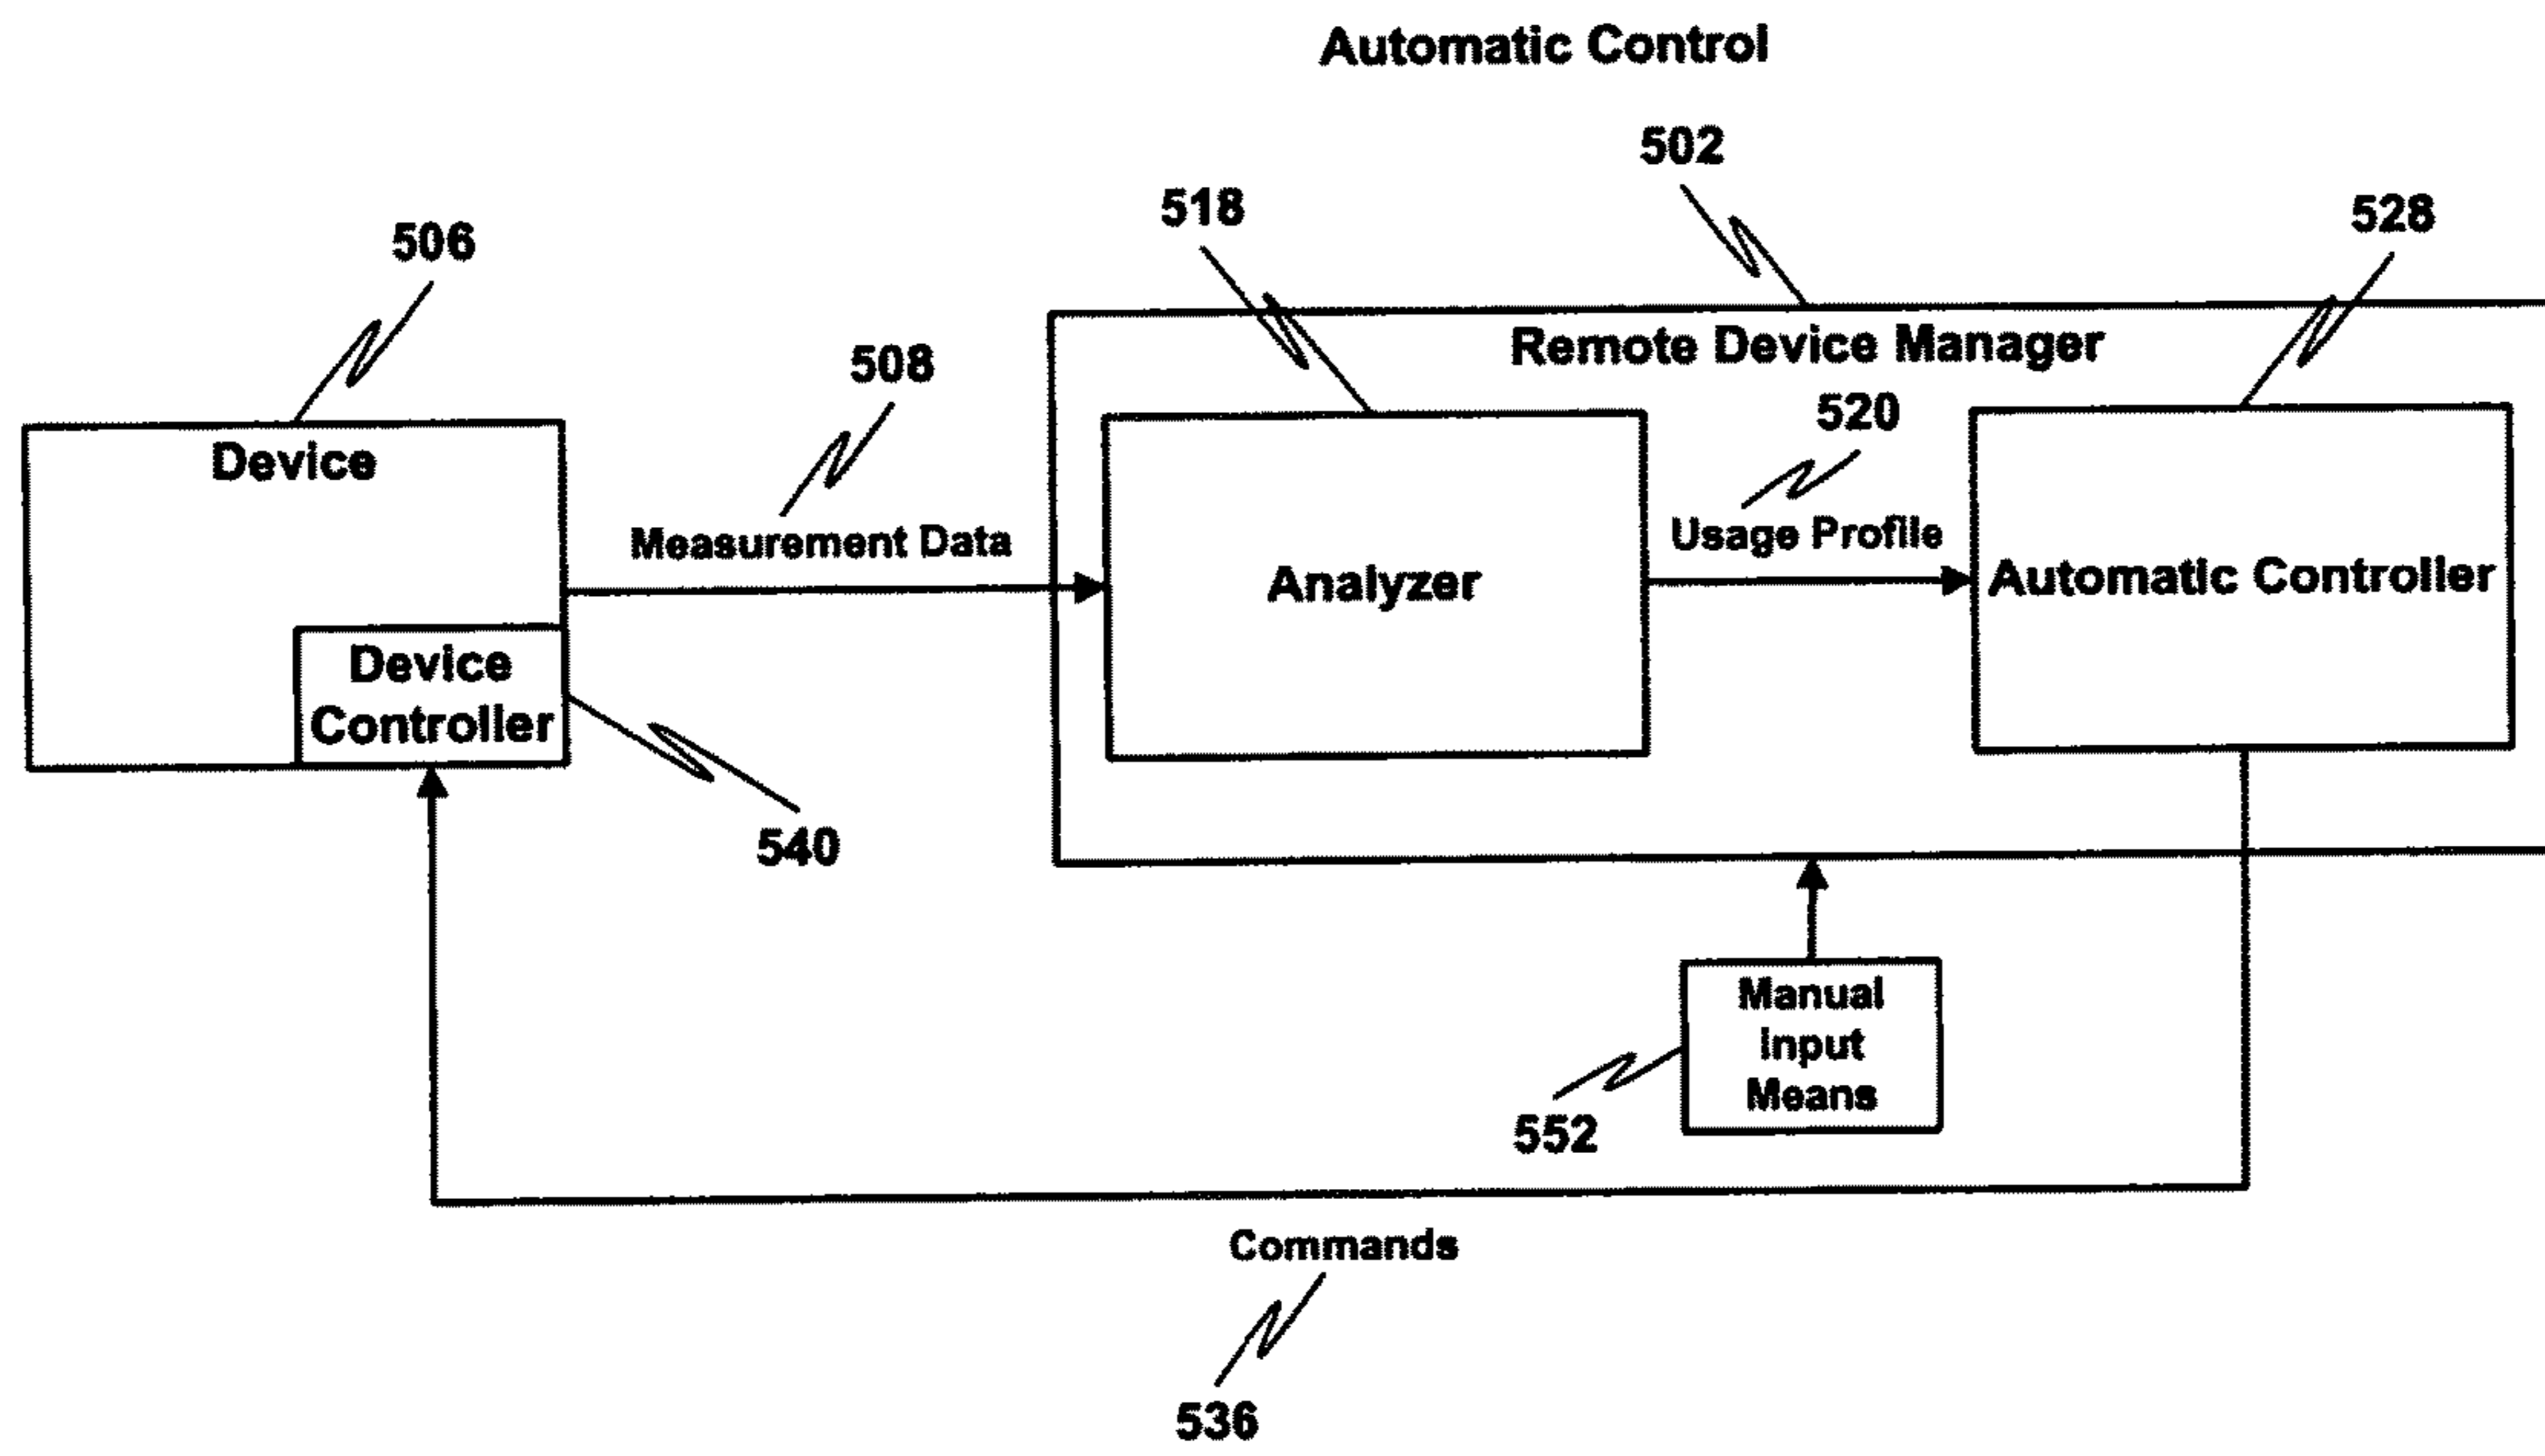 Automatic Control
502
518
528
506
508
Remote Device Manager
520
Device
Measurement Data
Usage Profile
Analyzer
Automatic Controller
Device
Controller
540
Manual
Input
Means
552
Commands
536